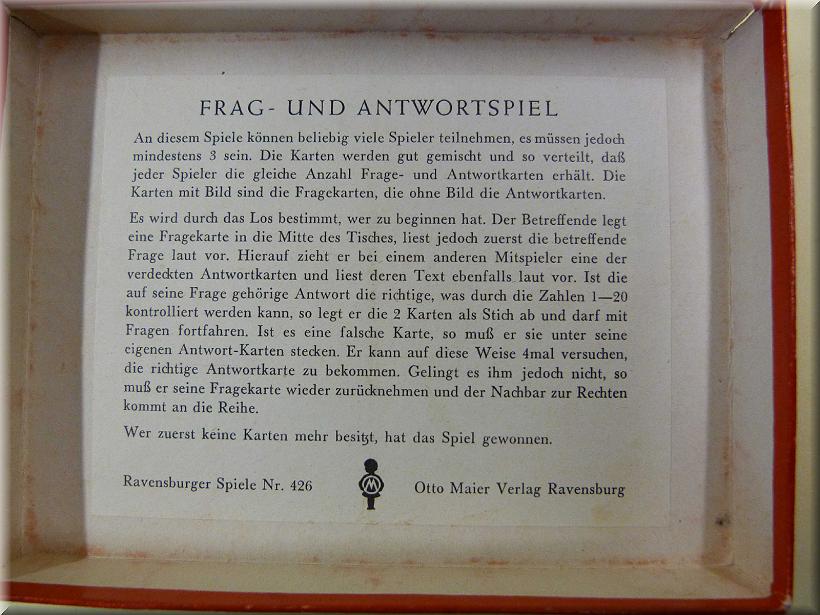 FRAG- UND ANTWORTSPIEL
An diesem Spiele können beliebig viele Spieler teilnehmen, es müssen jedoch
mindestens 3 sein. Die Karten werden gut gemischt und so verteilt, daß
jeder Spieler die gleiche Anzahl Frage- und Antwortkarten erhält. Die
Karten mit Bild sind die Fragekarten, die ohne Bild die Antwortkarten.
Es wird durch das Los bestimmt, wer zu beginnen hat. Der Betreffende legt
eine Fragekarte in die Mitte des Tisches, liest jedoch zuerst die betreffende
Frage laut vor. Hierauf zieht er bei einem anderen Mitspieler eine der
verdeckten Antwortkarten und liest deren Text ebenfalls laut vor. Ist die
auf seine Frage gehörige Antwort die richtige, was durch die Zahlen 1—20
kontrolliert werden kann, so legt er die 2 Karten als Stich ab und darf mit
Fragen fortfahren. Ist es eine falsche Karte, so muß er sie unter seine
eigenen Antwort-Karten stecken. Er kann auf diese Weise 4mal versuchen,
die richtige Antwortkarte zu bekommen. Gelingt es ihm jedoch nicht, so
muß er seine Fragekarte wieder zurücknehmen und der Nachbar zur Rechten
kommt an die Reihe.
Wer zuerst keine Karten mehr besitzt, hat das Spiel gewonnen.
Ravensburger Spiele Nr. 426 M Otto Maier Verlag Ravensburg